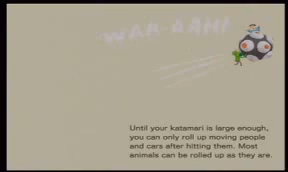 WAA-AAH!
Until your katamari is large enough,
you can only roll up moving people
and cars after hitting them. Most
animals can be rolled up as they are.